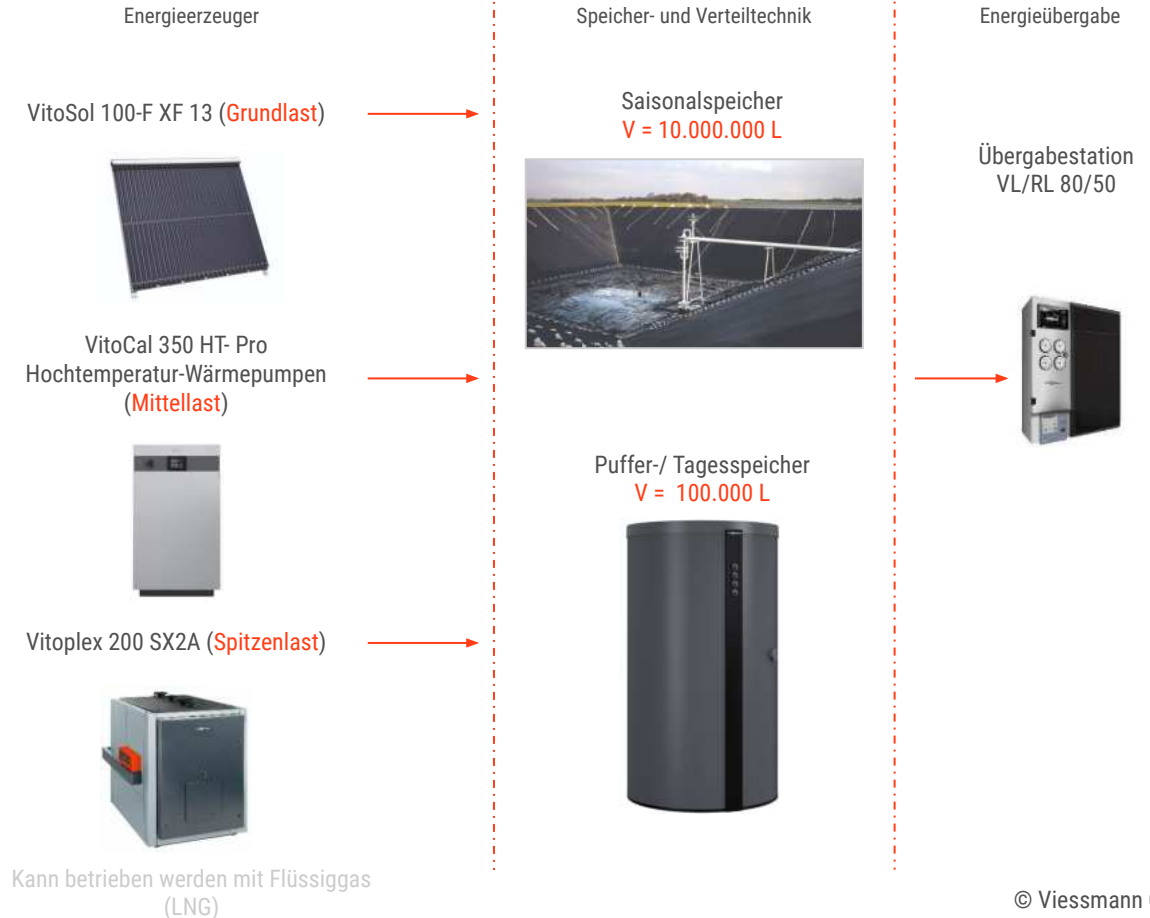 Energieerzeuger
Speicher- und Verteiltechnik
Energieübergabe
VitoSol 100-F XF 13 (Grundlast)
VitoCal 350 HT- Pro
Hochtemperatur-Wärmepumpen
(Mittellast)
Vitoplex 200 SX2A (Spitzenlast)
Kann betrieben werden mit Flüssiggas
(LNG)
Saisonalspeicher
V = 10.000.000 L
Puffer-/ Tagesspeicher
V = 100.000 L
Übergabestation
VL/RL 80/50
© Viessmann